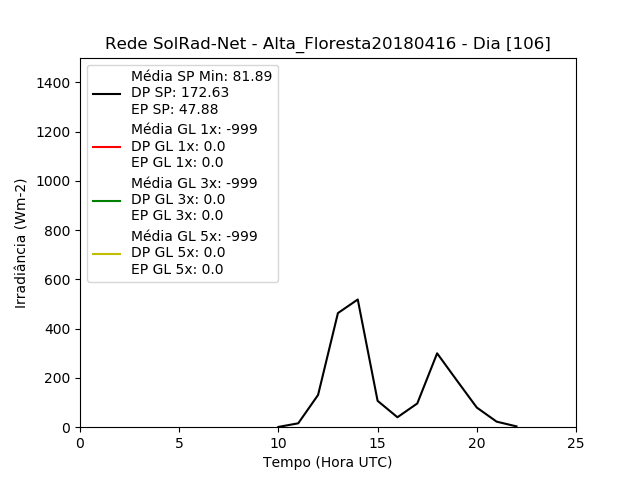 Rede SolRad-Net - Alta_Floresta20180416 - Dia [106]
Média SP Min: 81.89
DP SP: 172.63
EP SP: 47.88
Média GL 1x: -999
DP GL 1x: 0.0
EP GL 1x: 0.0
Média GL 3x: -999
DP GL 3x: 0.0
EP GL 3x: 0.0
Média GL 5x: -999
DP GL 5x: 0.0
EP GL 5x: 0.0
Irradiância (Wm-2)
1400
1200
1000
800
600
400
200
0
0 5 10 15 20 25
Tempo (Hora UTC)